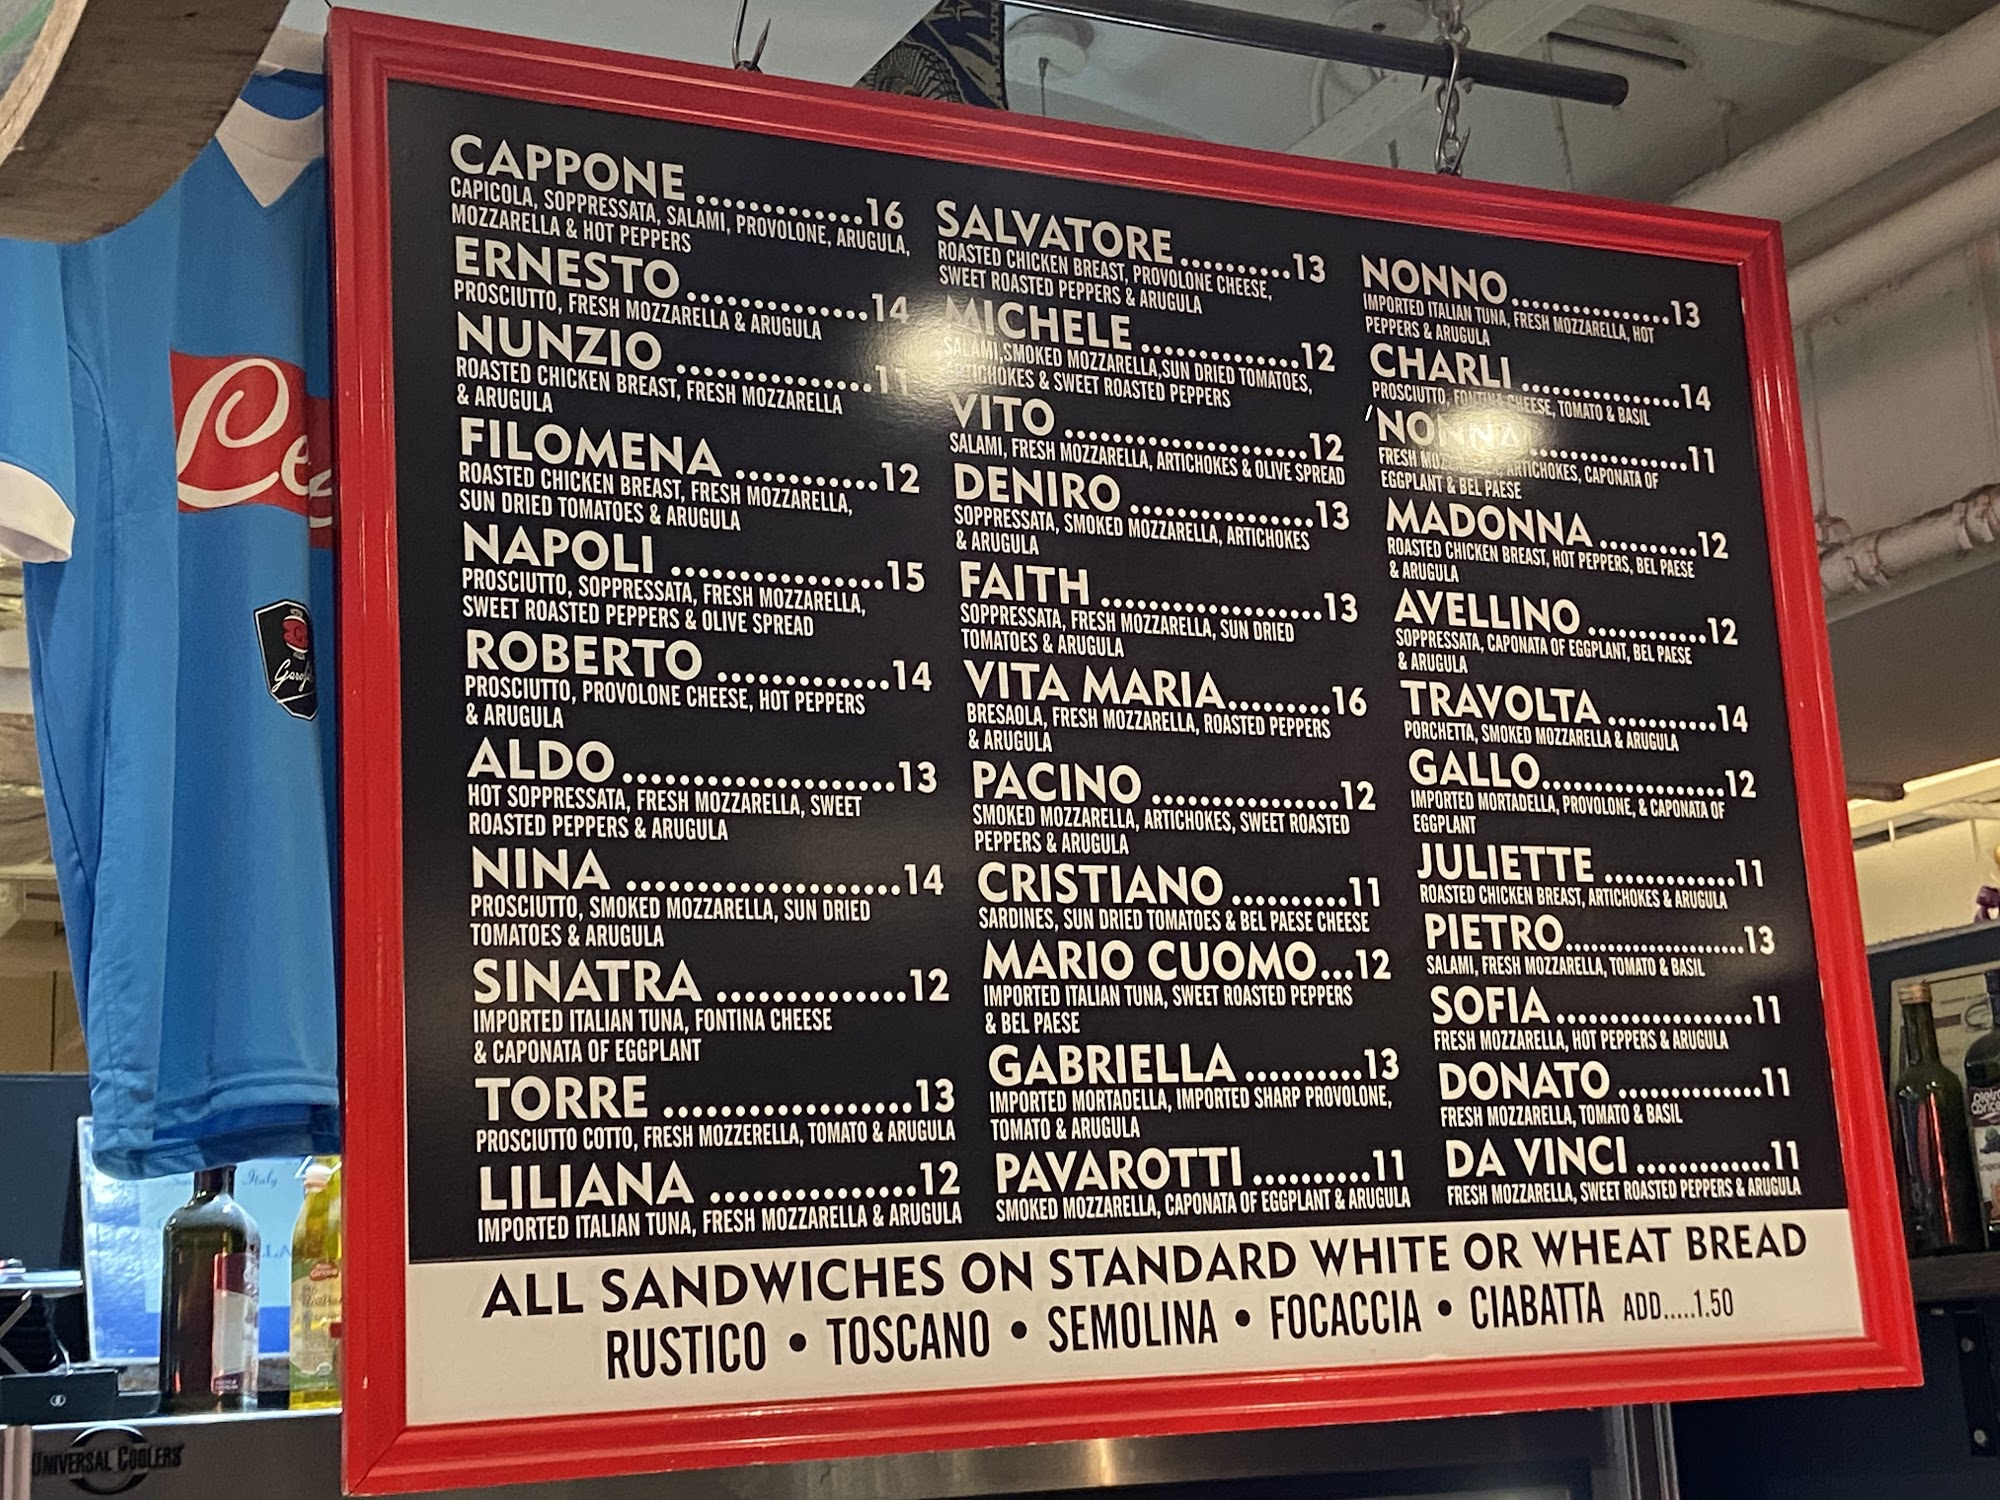 CAPPONE.............16
CAPICOLA, SOPPRESSATA, SALAMI, PROVOLONE, ARUGULA,
MOZZARELLA & HOT PEPPERS
ERNESTO..............14
PROSCIUTTO, FRESH MOZZARELLA & ARUGULA
NUNZIO...............11
ROASTED CHICKEN BREAST, FRESH MOZZARELLA
& ARUGULA
FILOMENA ...........12
ROASTED CHICKEN BREAST, FRESH MOZZARELLA,
SUN DRIED TOMATOES & ARUGULA
NAPOLI ................15
PROSCIUTTO, SOPPRESSATA, FRESH MOZZARELLA,
SWEET ROASTED PEPPERS & OLIVE SPREAD
ROBERTO .............14
PROSCIUTTO, PROVOLONE CHEESE, HOT PEPPERS
& ARUGULA
ALDO....................13
HOT SOPPRESSATA, FRESH MOZZARELLA, SWEET
ROASTED PEPPERS & ARUGULA
NINA .....................14
PROSCIUTTO, SMOKED MOZZARELLA, SUN DRIED
TOMATOES & ARUGULA
SINATRA ..............12
IMPORTED ITALIAN TUNA, FONTINA CHEESE
& CAPONATA OF EGGPLANT
TORRE ..................13
PROSCIUTTO COTTO, FRESH MOZZERELLA, TOMATO & ARUGULA
LILIANA ...............12
IMPORTED ITALIAN TUNA, FRESH MOZZARELLA & ARUGULA
SALVATORE..........13
ROASTED CHICKEN BREAST, PROVOLONE CHEESE,
SWEET ROASTED PEPPERS & ARUGULA
MICHELE ............12
SALAMI,SMOKED MOZZARELLA,SUN DRIED TOMATOES,
ARTICHOKES & SWEET ROASTED PEPPERS
VITO ....................12
SALAMI, FRESH MOZZARELLA, ARTICHOKES & OLIVE SPREAD
DENIRO ...............13
SOPPRESSATA, SMOKED MOZZARELLA, ARTICHOKES
& ARUGULA
FAITH ..................13
SOPPRESSATA, FRESH MOZZARELLA, SUN DRIED
TOMATOES & ARUGULA
VITA MARIA.........16
BRESAOLA, FRESH MOZZARELLA, ROASTED PEPPERS
& ARUGULA
PACINO ...............12
SMOKED MOZZARELLA, ARTICHOKES, SWEET ROASTED
PEPPERS & ARUGULA
CRISTIANO..........11
SARDINES, SUN DRIED TOMATOES & BEL PAESE CHEESE
MARIO CUOMO...12
IMPORTED ITALIAN TUNA, SWEET ROASTED PEPPERS
& BEL PAESE
GABRIELLA ..........13
IMPORTED MORTADELLA, IMPORTED SHARP PROVOLONE,
TOMATO & ARUGULA
PAVAROTTI ..........11
SMOKED MOZZARELLA, CAPONATA OF EGGPLANT & ARUGULA
NONNO...............13
IMPORTED ITALIAN TUNA, FRESH MOZZARELLA, HOT
PEPPERS & ARUGULA
CHARLI ...............14
PROSCIUTTO, FONTINA CHEESE, TOMATO & BASIL
NONNA...............11
FRESH MOZZARELLA, ARTICHOKES, CAPONATA OF
EGGPLANT & BEL PAESE
MADONNA ..........12
ROASTED CHICKEN BREAST, HOT PEPPERS, BEL PAESE
& ARUGULA
AVELLINO ............12
SOPPRESSATA, CAPONATA OF EGGPLANT, BEL PAESE
& ARUGULA
TRAVOLTA ...........14
PORCHETTA, SMOKED MOZZARELLA & ARUGULA
GALLO...................12
IMPORTED MORTADELLA, PROVOLONE, & CAPONATA OF
EGGPLANT
JULIETTE .............11
ROASTED CHICKEN BREAST, ARTICHOKES & ARUGULA
PIETRO.....................13
SALAMI, FRESH MOZZARELLA, TOMATO & BASIL
SOFIA ....................11
FRESH MOZZARELLA, HOT PEPPERS & ARUGULA
DONATO ..............11
FRESH MOZZARELLA, TOMATO & BASIL
DA VINCI ..............11
FRESH MOZZARELLA, SWEET ROASTED PEPPERS & ARUGULA
ALL SANDWICHES ON STANDARD WHITE OR WHEAT BREAD
RUSTICO • TOSCANO • SEMOLINA • FOCACCIA • CIABATTA ADD.....1.50
Italy
UNIVERSAL COOLERS